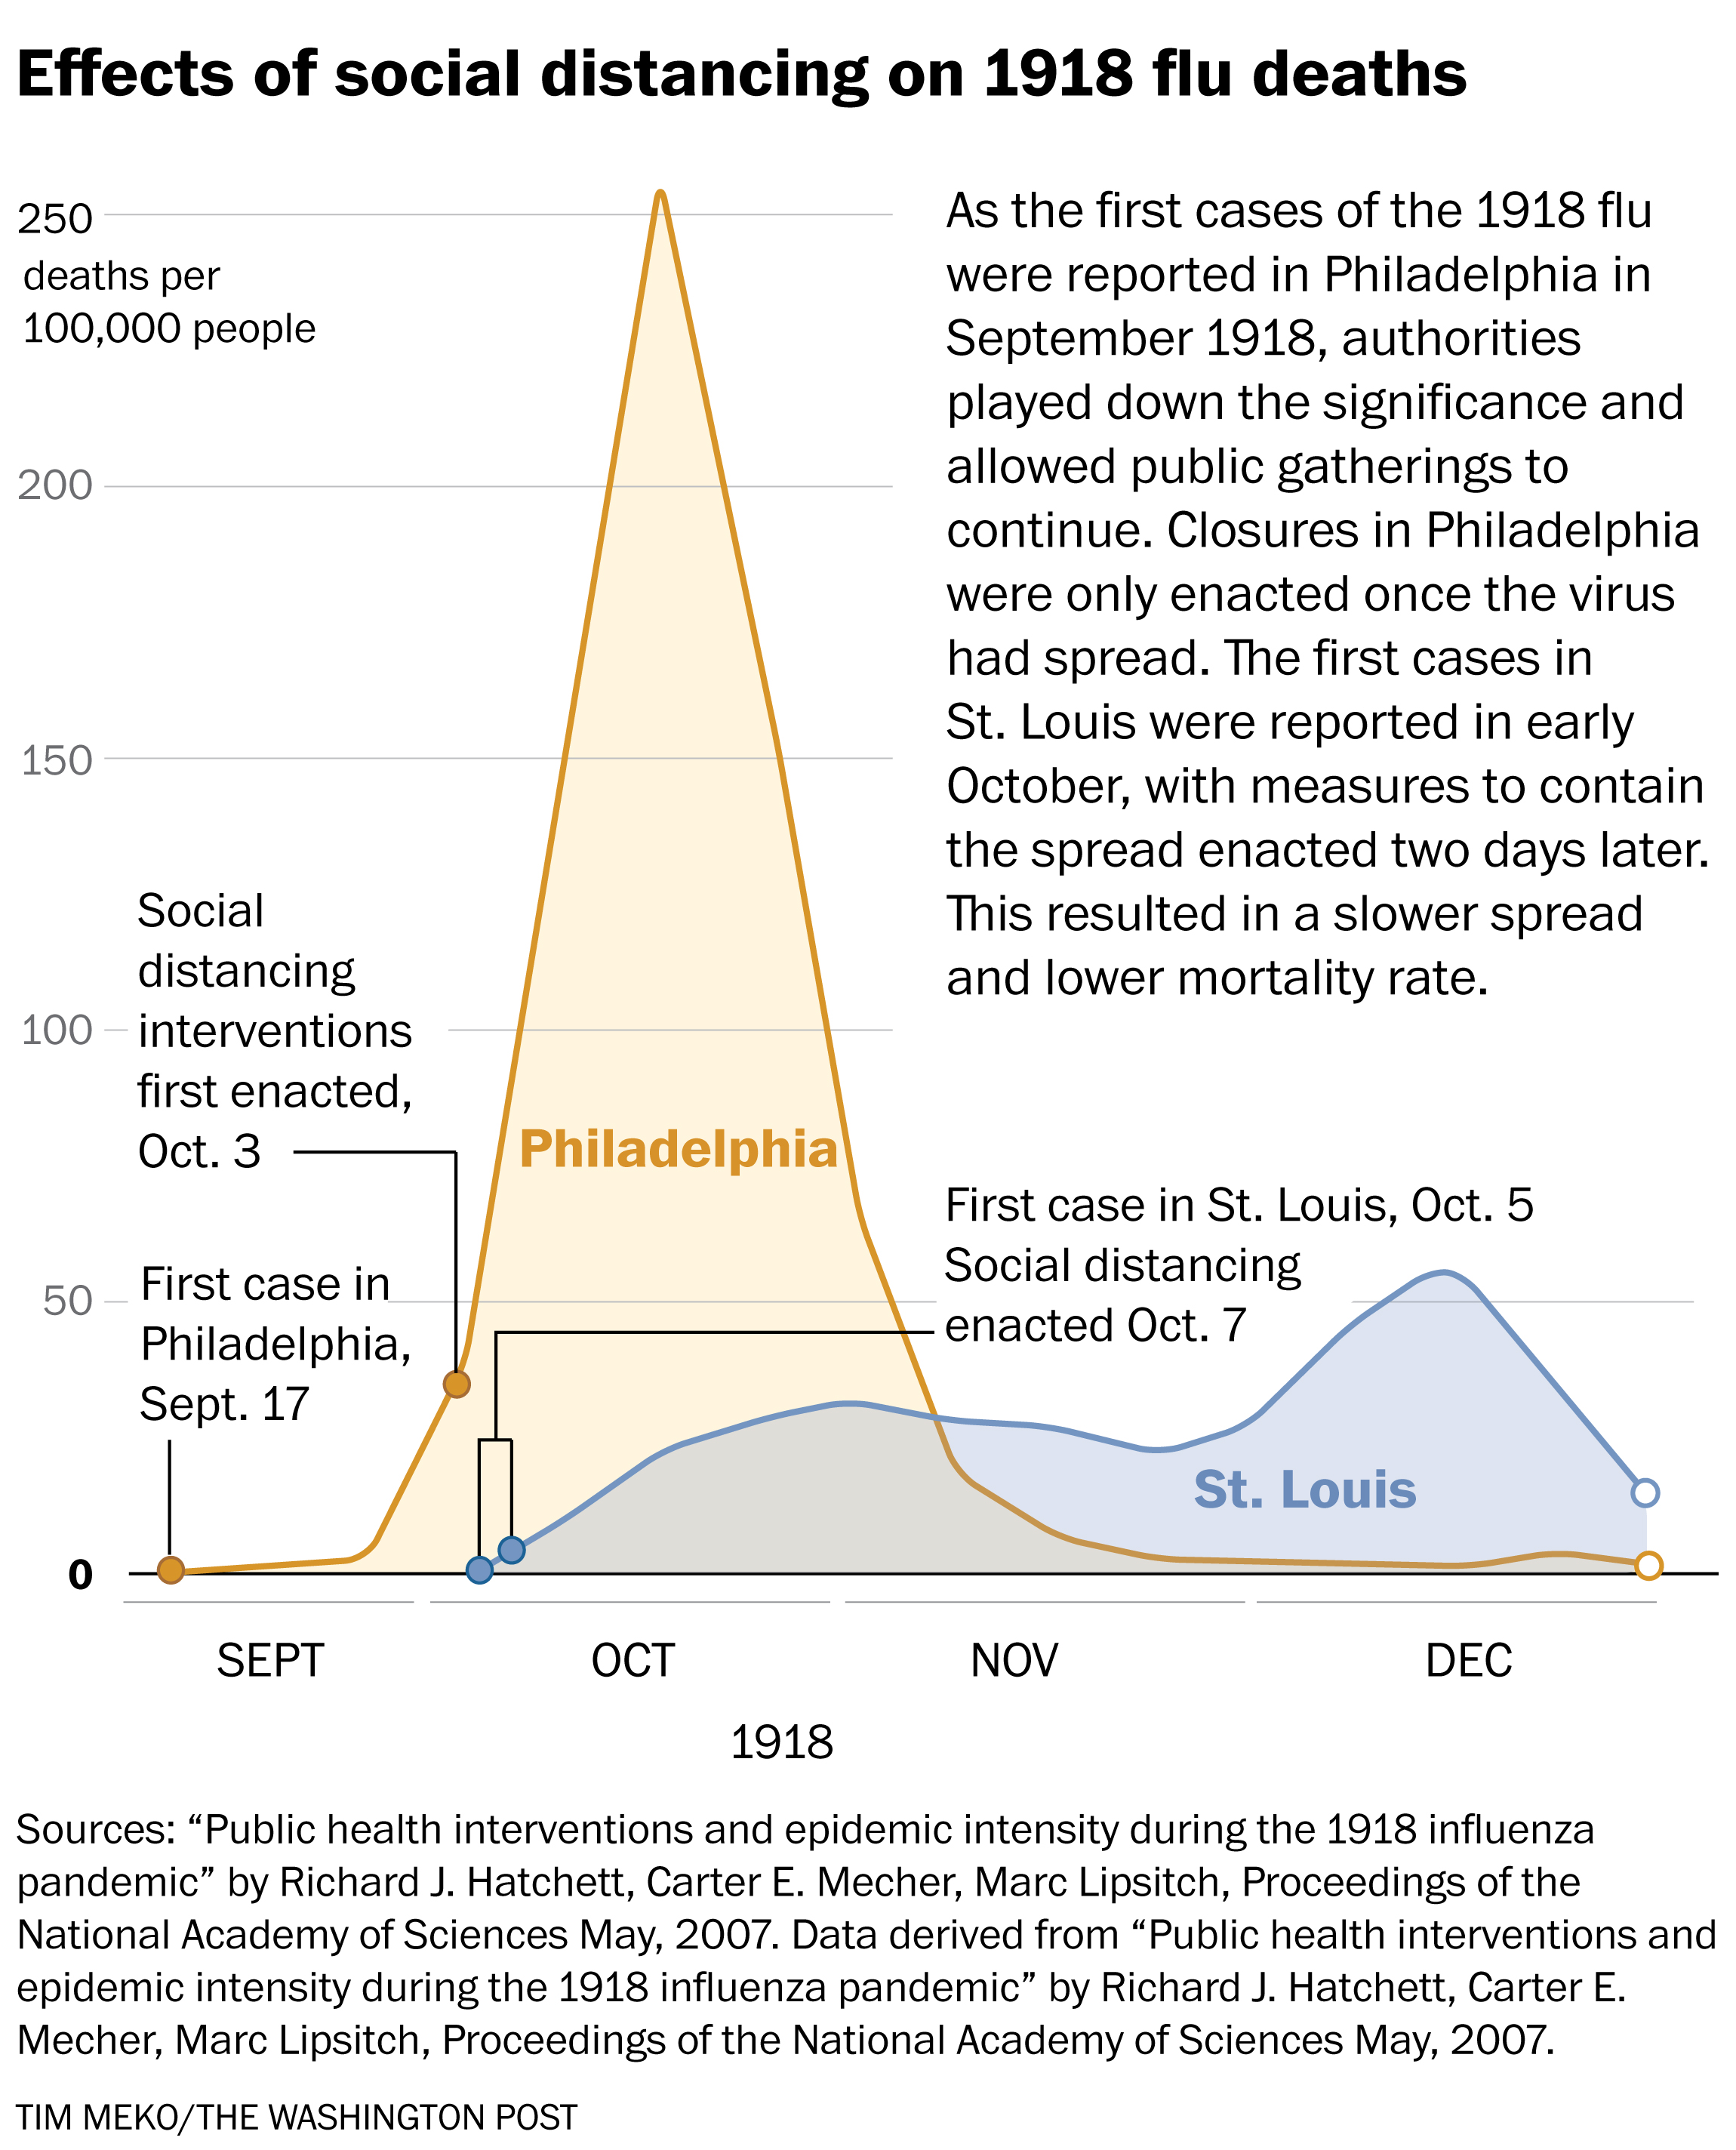 Effects of social distancing on 1918 flu deaths
250
deaths per
100,000 people
200
150
100
50
0
As the first cases of the 1918 flu
were reported in Philadelphia in
September 1918, authorities
played down the significance and
allowed public gatherings to
continue. Closures in Philadelphia
were only enacted once the virus
had spread. The first cases in
St. Louis were reported in early
October, with measures to contain
the spread enacted two days later.
This resulted in a slower spread
and lower mortality rate.
Social
distancing
interventions
first enacted,
Oct. 3
Philadelphia
First case in
Philadelphia,
Sept. 17
First case in St. Louis, Oct. 5
Social distancing
enacted Oct. 7
St. Louis
SEPT
OCT
NOV
DEC
1918
Sources: “Public health interventions and epidemic intensity during the 1918 influenza
pandemic” by Richard J. Hatchett, Carter E. Mecher, Marc Lipsitch, Proceedings of the
National Academy of Sciences May, 2007. Data derived from “Public health interventions and
epidemic intensity during the 1918 influenza pandemic” by Richard J. Hatchett, Carter E.
Mecher, Marc Lipsitch, Proceedings of the National Academy of Sciences May, 2007.
TIM MEKO/THE WASHINGTON POST